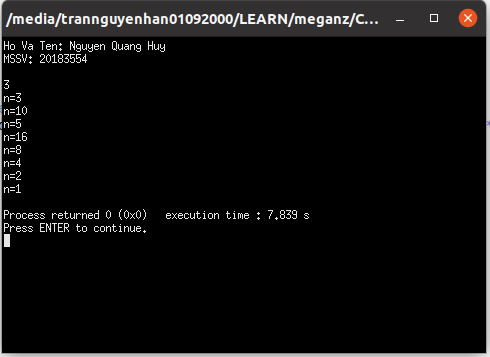 /media/trannguyenhan01092000/LEARN/meganz/C...
Ho Va Ten: Nguyen Quang Huy
MSSV: 20183554
3
n=3
n=10
n=5
n=16
n=8
n=4
n=2
n=1
Process returned 0 (0x0)   execution time : 7.839 s
Press ENTER to continue.